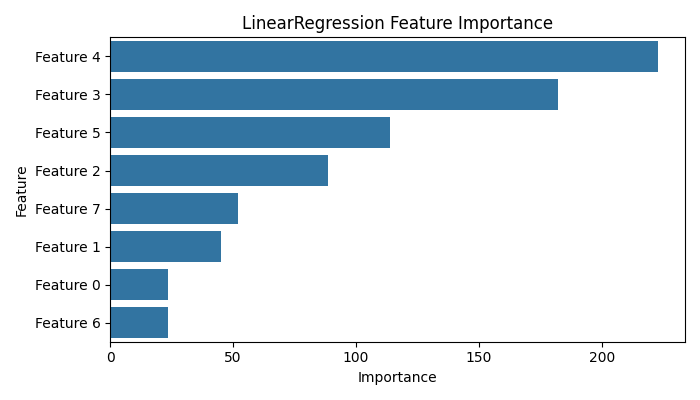 LinearRegression Feature Importance
Feature 4
Feature 3
Feature 5
Feature 2
Feature 7
Feature 1
Feature 0
Feature 6
Feature
0 50 100 150 200
Importance